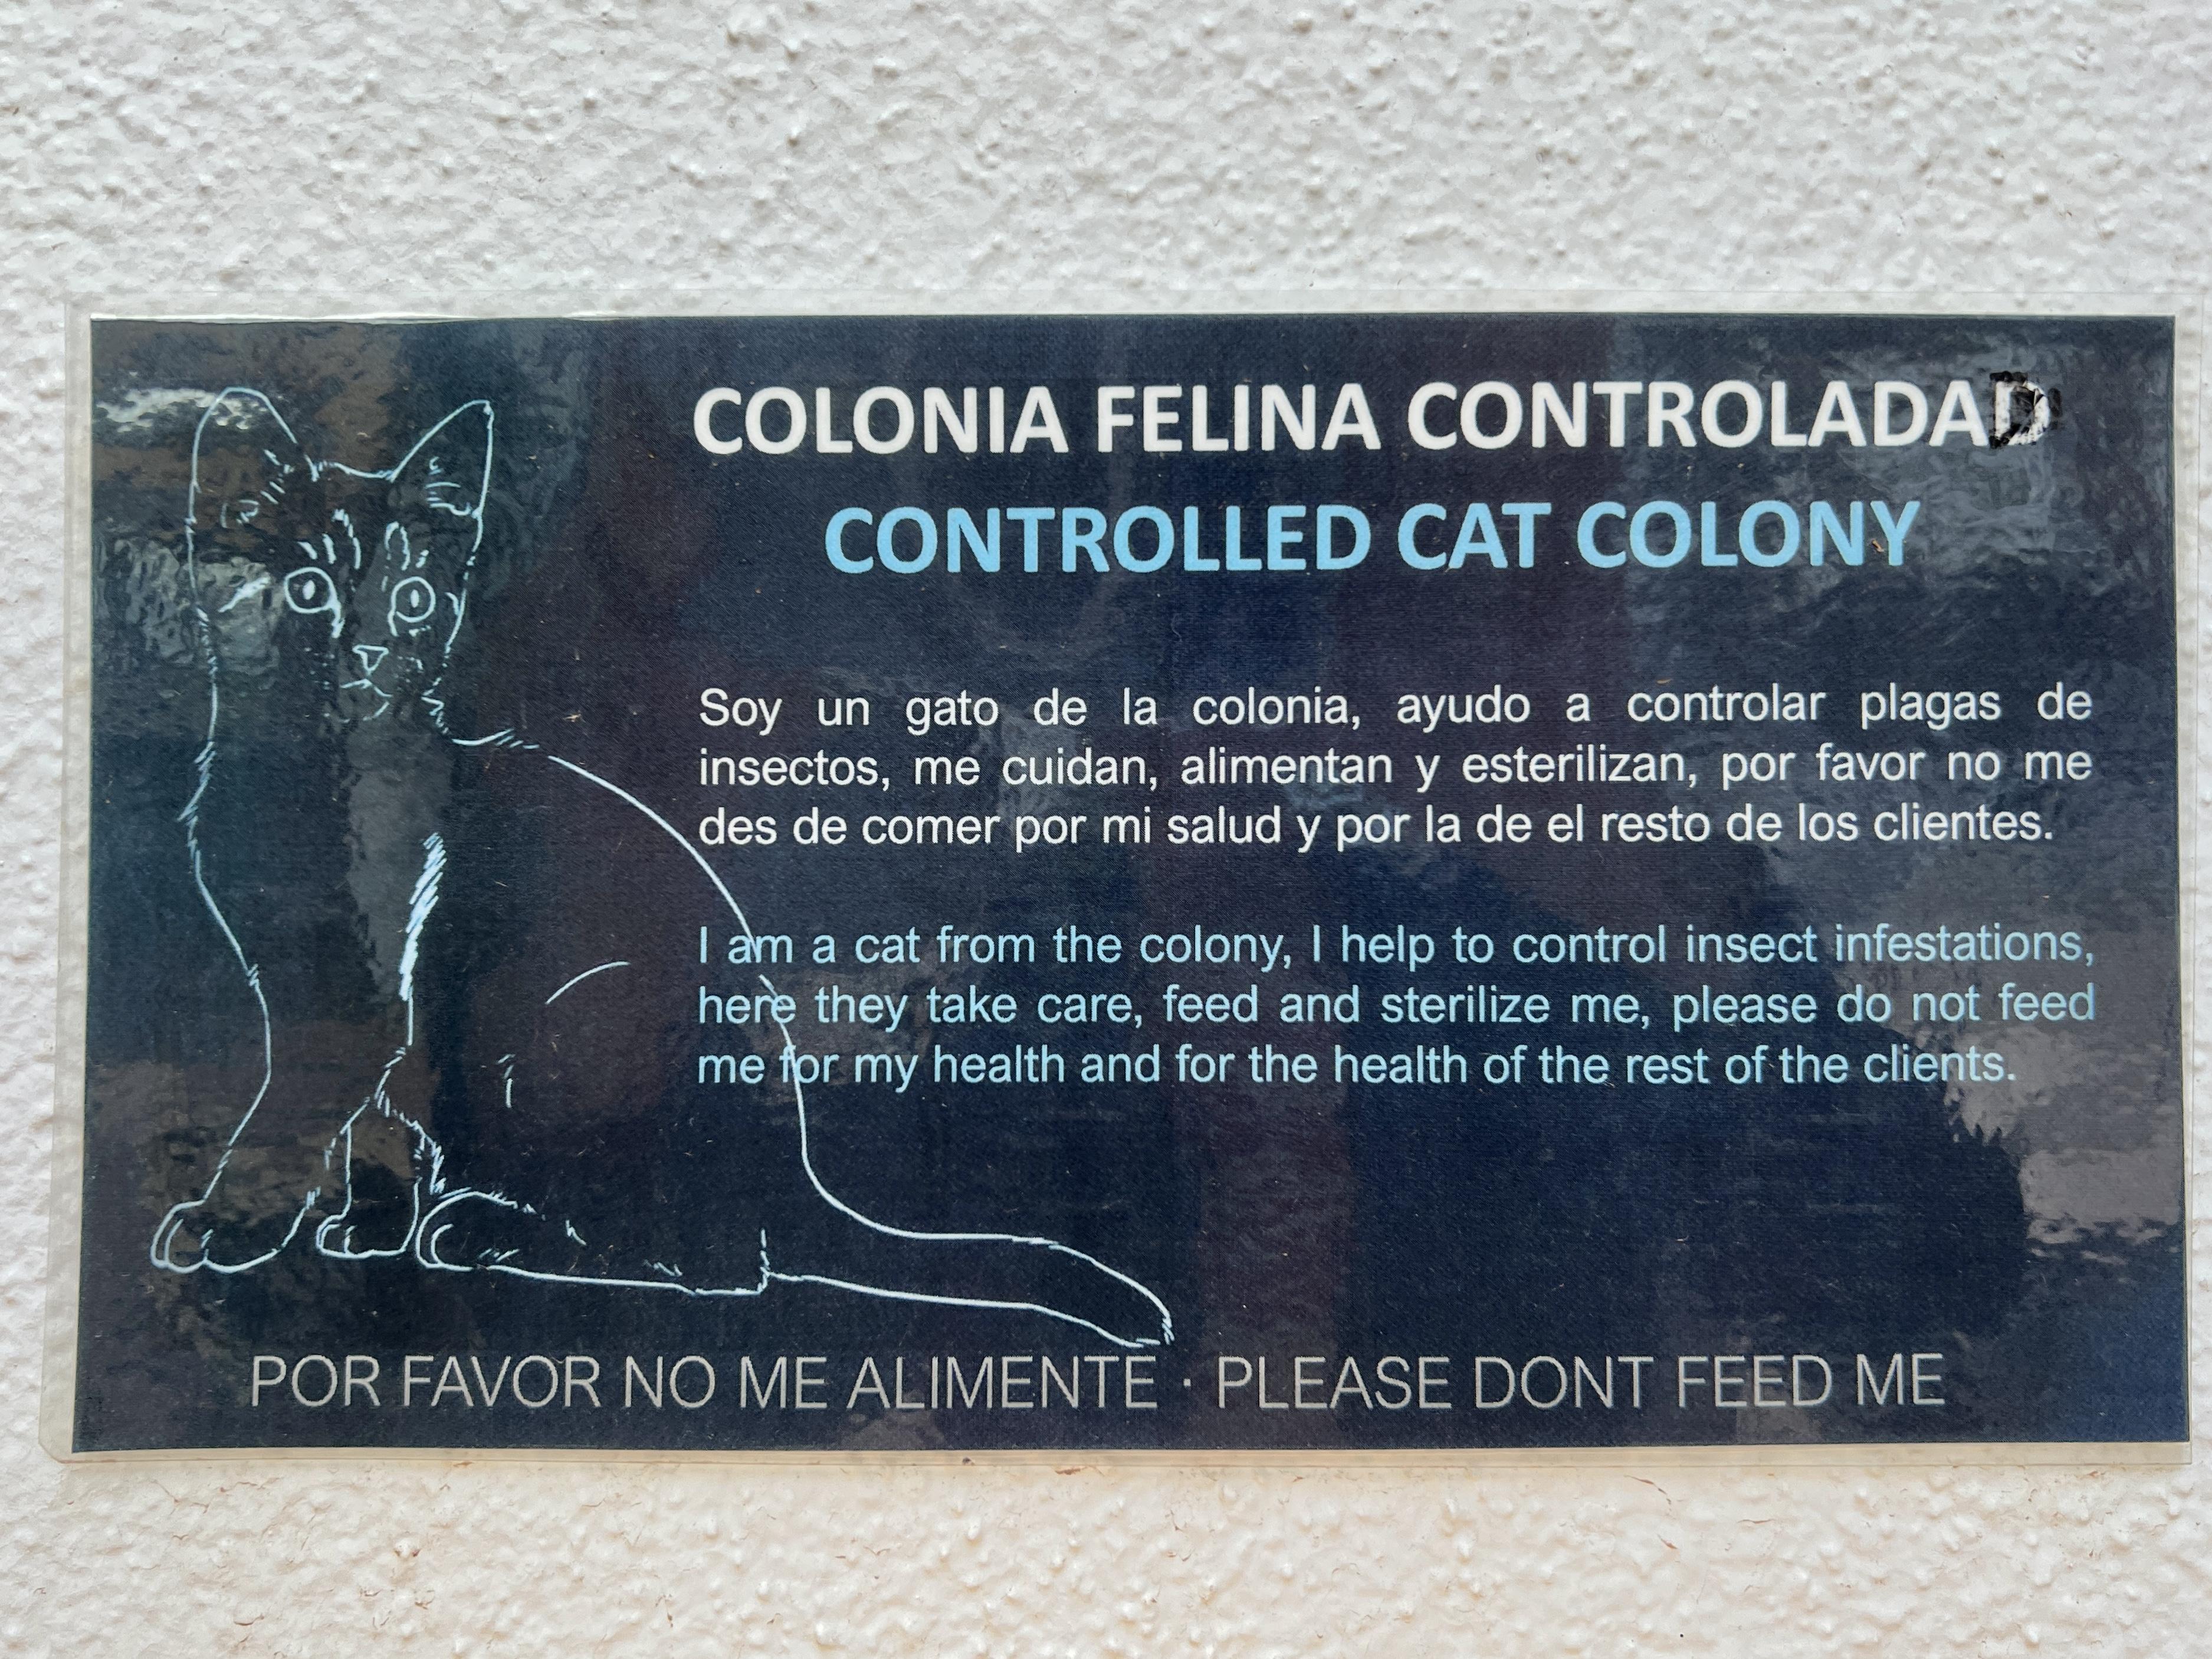 COLONIA FELINA CONTROLADAD
CONTROLLED CAT COLONY
Soy un gato de la colonia, ayudo a controlar plagas de
insectos, me cuidan, alimentan y esterilizan, por favor no me
des de comer por mi salud y por la de el resto de los clientes.
I am a cat from the colony, I help to control insect infestations,
here they take care, feed and sterilize me, please do not feed
me for my health and for the health of the rest of the clients.
POR FAVOR NO ME ALIMENTE · PLEASE DONT FEED ME